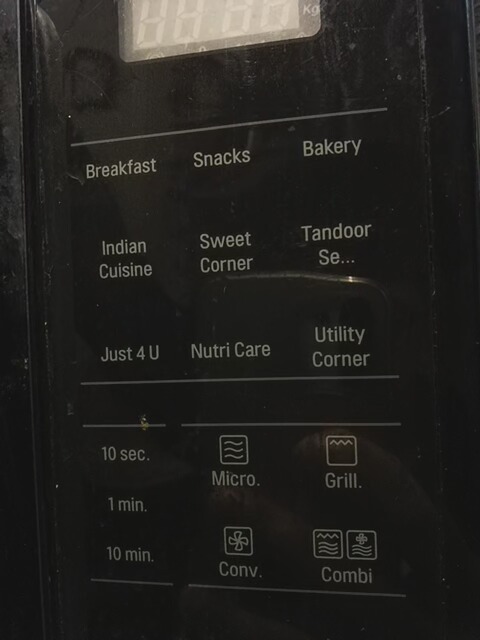 Kg
Breakfast Snacks Bakery
Indian Cuisine Sweet Corner Tandoor Se...
Just 4 U Nutri Care Utility Corner
10 sec. Micro. Grill.
1 min.
10 min. Conv. Combi